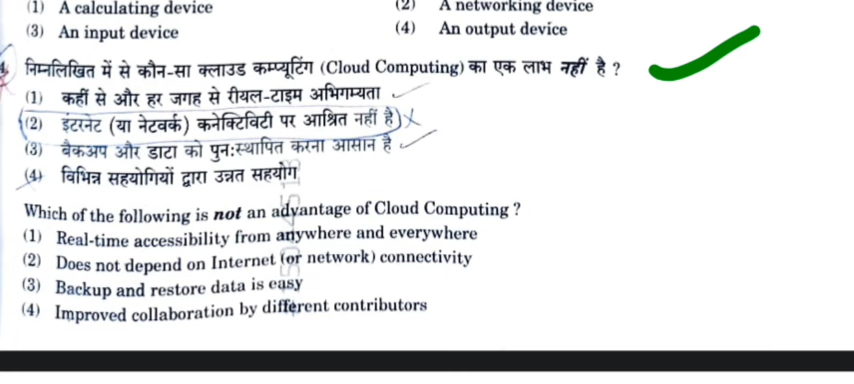 (1) A calculating device (2) A networking device
(3) An input device (4) An output device
निम्नलिखित में से कौन-सा क्लाउड कम्प्यूटिंग (Cloud Computing) का एक लाभ नहीं है ?
(1) कहीं से और हर जगह से रीयल-टाइम अभिगम्यता
(2) इंटरनेट (या नेटवर्क) कनेक्टिविटी पर आश्रित नहीं है
(3) बैकअप और डाटा को पुनःस्थापित करना आसान है
(4) विभिन्न सहयोगियों द्वारा उन्नत सहयोग
Which of the following is not an advantage of Cloud Computing ?
(1) Real-time accessibility from anywhere and everywhere
(2) Does not depend on Internet (or network) connectivity
(3) Backup and restore data is easy
(4) Improved collaboration by different contributors